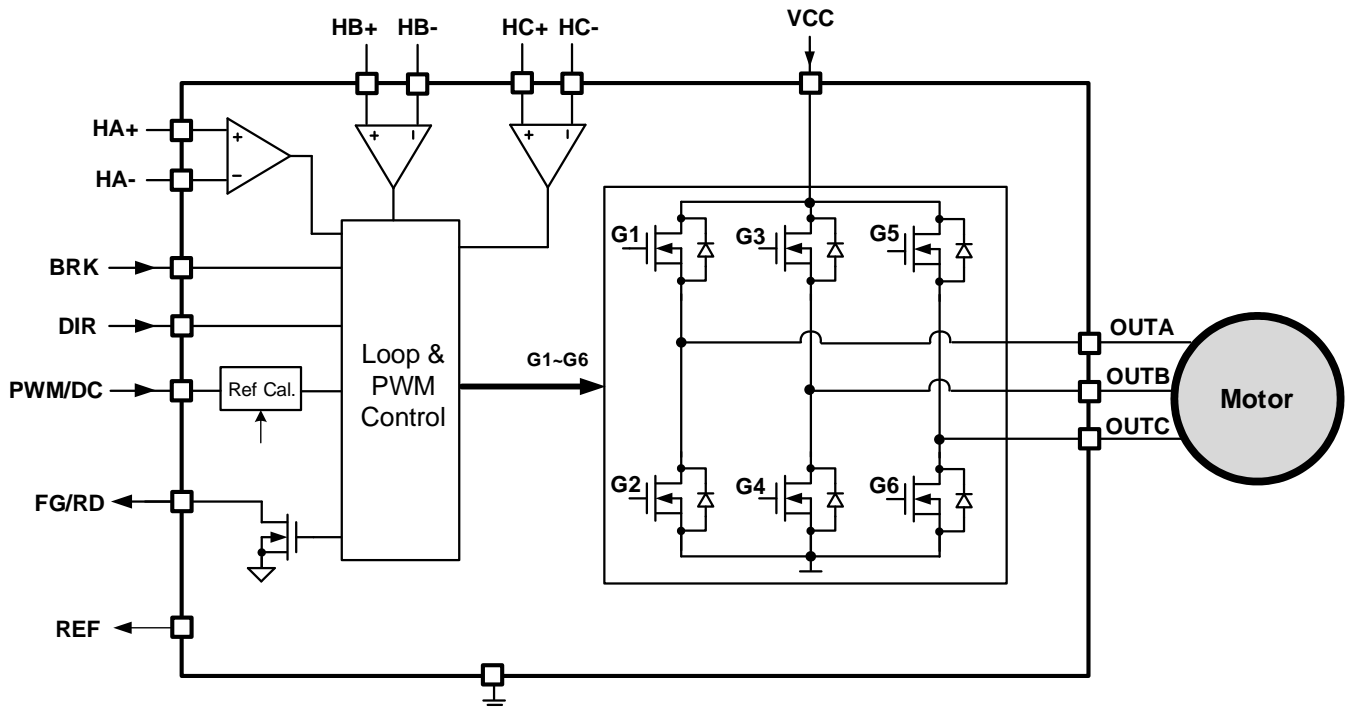 HB+ HB- HC+ HC- VCC
HA+
+ −
+ −
+
−
HA-
BRK
DIR
PWM/DC
Ref Cal.
Loop &
PWM
Control
G1~G6
FG/RD
REF
G1 G3 G5
G2 G4 G6
OUTA
OUTB
OUTC
Motor